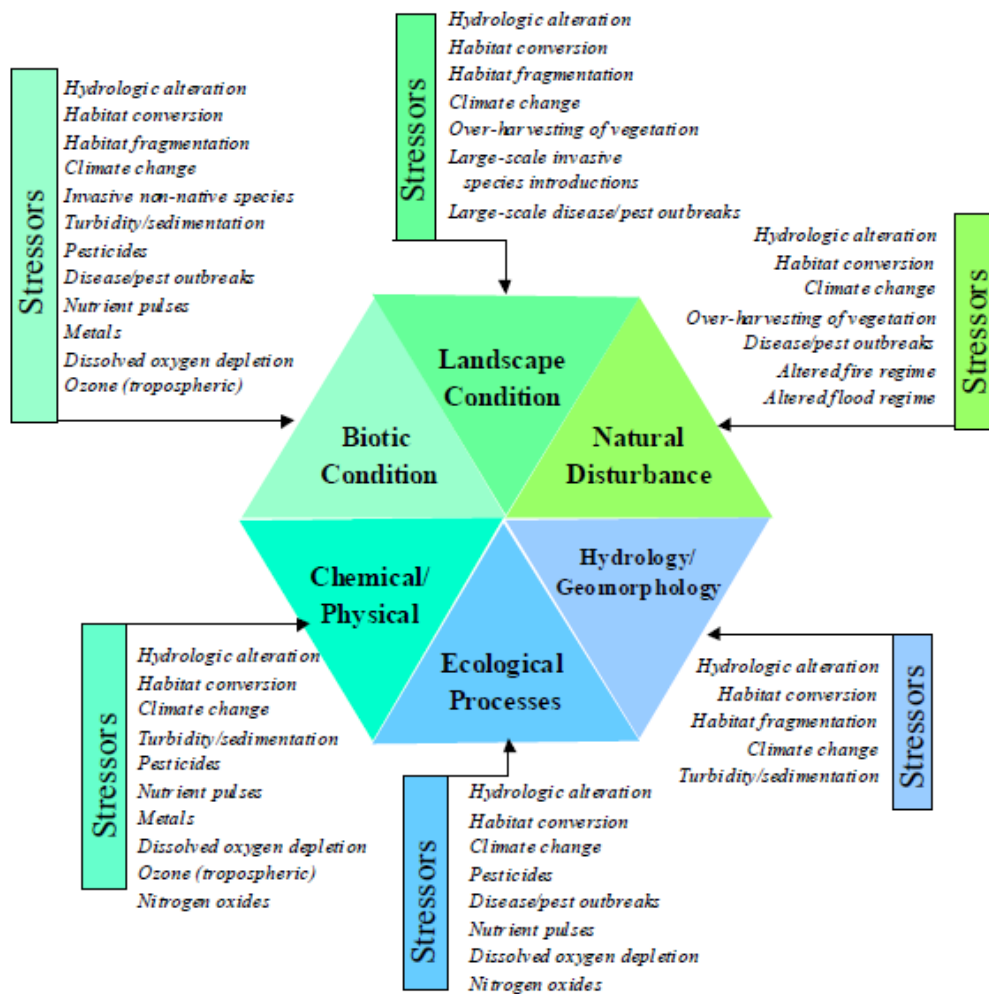 Stressors
Hydrologic alteration
Habitat conversion
Habitat fragmentation
Climate change
Over-harvesting of vegetation
Large-scale invasive
species introductions
Large-scale disease/pest outbreaks
Stressors
Hydrologic alteration
Habitat conversion
Habitat fragmentation
Climate change
Invasive non-native species
Turbidity/sedimentation
Pesticides
Disease/pest outbreaks
Nutrient pulses
Metals
Dissolved oxygen depletion
Ozone (tropospheric)
Stressors
Hydrologic alteration
Habitat conversion
Climate change
Over-harvesting of vegetation
Disease/pest outbreaks
Altered fire regime
Altered flood regime
Landscape
Condition
Biotic
Condition
Natural
Disturbance
Chemical/
Physical
Hydrology/
Geomorphology
Ecological
Processes
Stressors
Hydrologic alteration
Habitat conversion
Climate change
Turbidity/sedimentation
Pesticides
Nutrient pulses
Metals
Dissolved oxygen depletion
Ozone (tropospheric)
Nitrogen oxides
Stressors
Hydrologic alteration
Habitat conversion
Habitat fragmentation
Climate change
Turbidity/sedimentation
Stressors
Hydrologic alteration
Habitat conversion
Climate change
Pesticides
Disease/pest outbreaks
Nutrient pulses
Dissolved oxygen depletion
Nitrogen oxides